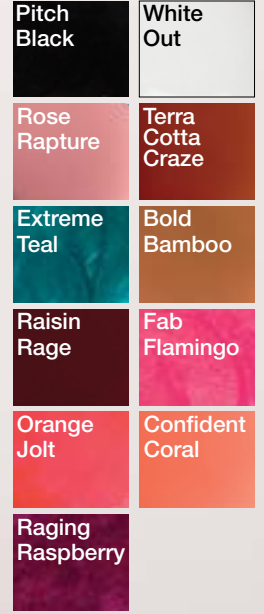 Pitch
Black
White
Out
Rose
Rapture
Terra
Cotta
Craze
Extreme
Teal
Bold
Bamboo
Raisin
Rage
Fab
Flamingo
Orange
Jolt
Confident
Coral
Raging
Raspberry